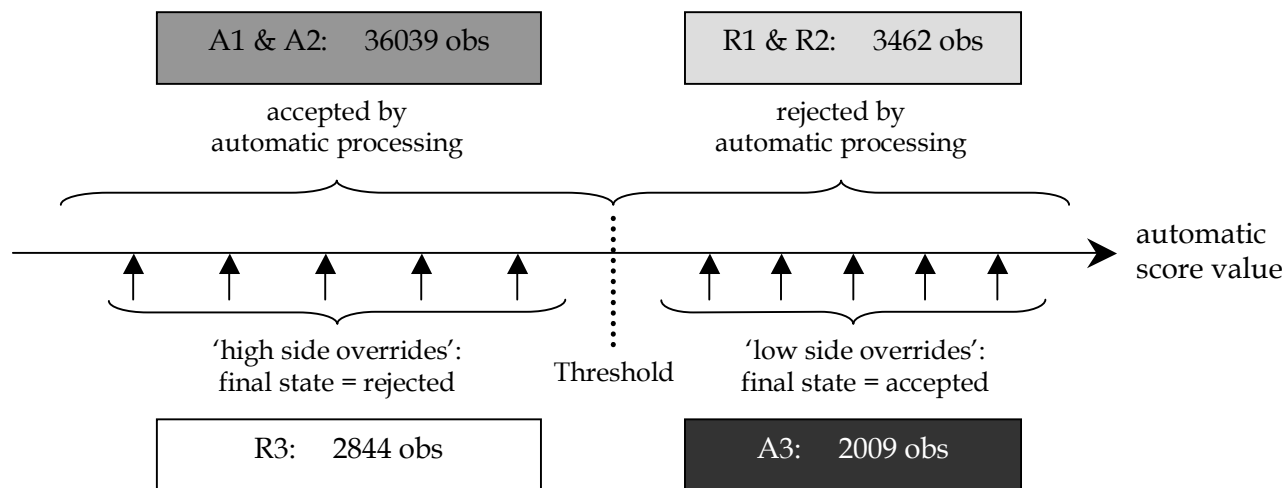 A1 & A2: 36039 obs
R1 & R2: 3462 obs
accepted by
automatic processing
rejected by
automatic processing
automatic
score value
‘high side overrides’:
final state = rejected
Threshold
‘low side overrides’:
final state = accepted
R3: 2844 obs
A3: 2009 obs